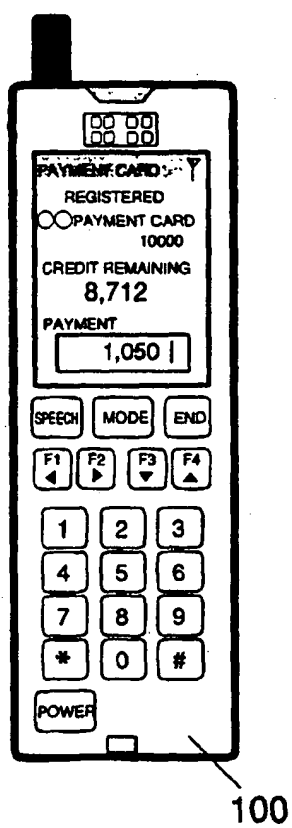 PAYMENT CARD
REGISTERED
○○PAYMENT CARD
10000
CREDIT REMAINING
8,712
PAYMENT
1,050 |
SPEECH MODE END
F1 F2 F3 F4
◀ ▶ ▼ ▲
1 2 3
4 5 6
7 8 9
* 0 #
POWER
100